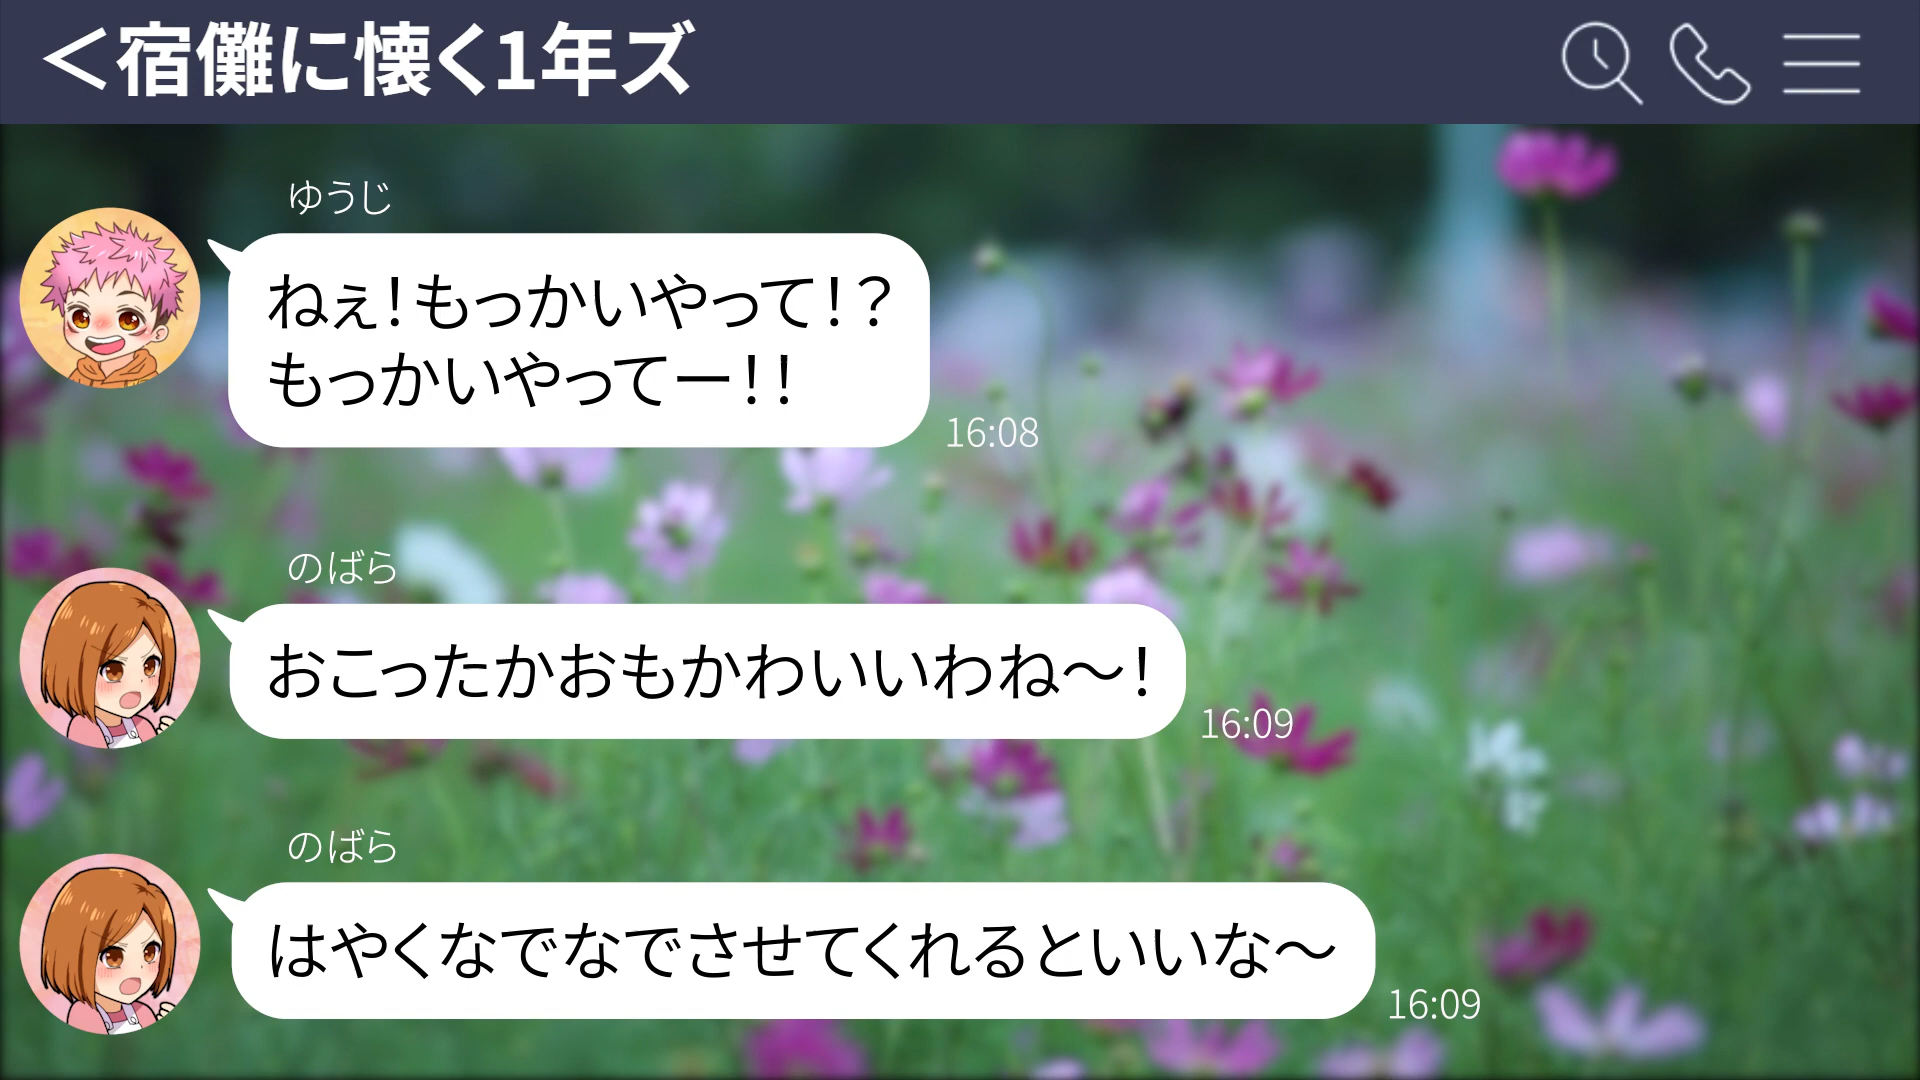 ＜宿儺に懐く1年ズ
ゆうじ
ねぇ！もっかいやって！？
もっかいやってー！！
16:08
のばら
おこったかおもかわいいわね〜！
16:09
のばら
はやくなでなでさせてくれるといいな〜
16:09